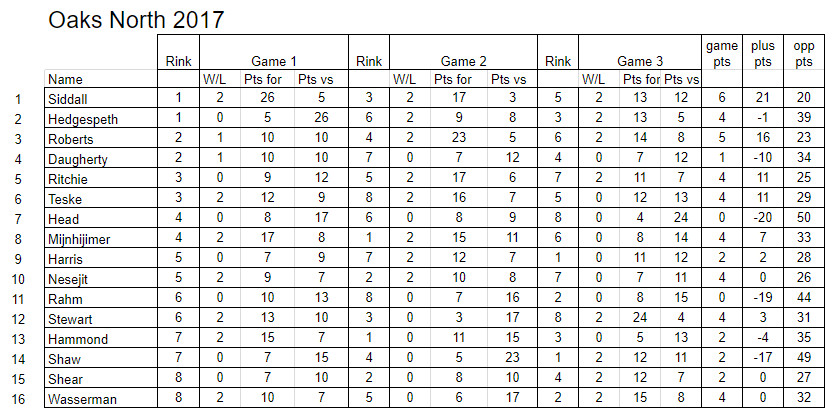 Oaks North 2017
game plus opp
Rink Game 1 Rink Game 2 Rink Game 3 pts pts pts
Name W/L Pts for Pts vs W/L Pts for Pts vs W/L Pts for Pts vs
1 Siddall 1 2 26 5 3 2 17 3 5 2 13 12 6 21 20
2 Hedgespeth 1 0 5 26 6 2 9 8 3 2 13 5 4 -1 39
3 Roberts 2 1 10 10 4 2 23 5 6 2 14 8 5 16 23
4 Daugherty 2 1 10 10 7 0 7 12 4 0 7 12 1 -10 34
5 Ritchie 3 0 9 12 5 2 17 6 7 2 11 7 4 11 25
6 Teske 3 2 12 9 8 2 16 7 5 0 12 13 4 11 29
7 Head 4 0 8 17 6 0 8 9 8 0 4 24 0 -20 50
8 Mijnhijimer 4 2 17 8 1 2 15 11 6 0 8 14 4 7 33
9 Harris 5 0 7 9 7 2 12 7 1 0 11 12 2 2 28
10 Nesejit 5 2 9 7 2 2 10 8 7 0 7 11 4 0 26
11 Rahm 6 0 10 13 8 0 7 16 2 0 8 15 0 -19 44
12 Stewart 6 2 13 10 3 0 3 17 8 2 24 4 4 3 31
13 Hammond 7 2 15 7 1 0 11 15 3 0 5 13 2 -4 35
14 Shaw 7 0 7 15 4 0 5 23 1 2 12 11 2 -17 49
15 Shear 8 0 7 10 2 0 8 10 4 2 12 7 2 0 27
16 Wasserman 8 2 10 7 5 0 6 17 2 2 15 8 4 0 32